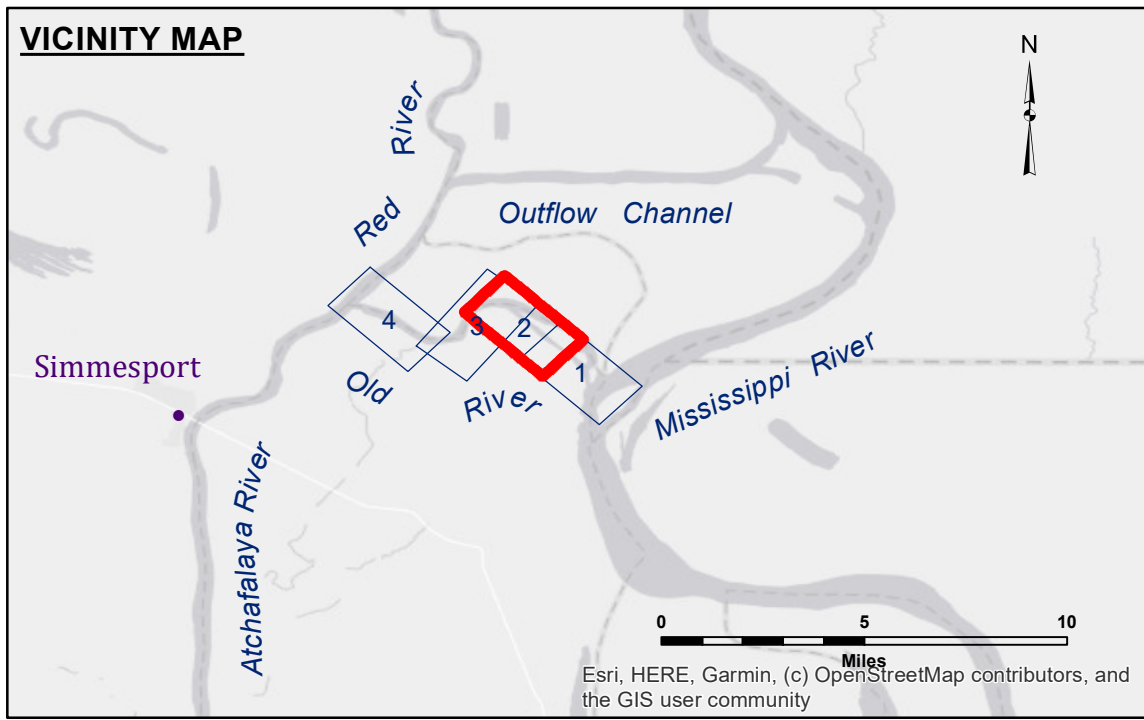 VICINITY MAP
N
Red River
Outflow Channel
4
3
2
1
Simmesport
Old River
Mississippi River
Atchafalaya River
0 5 10
Miles
Esri, HERE, Garmin, (c) OpenStreetMap contributors, and
the GIS user community